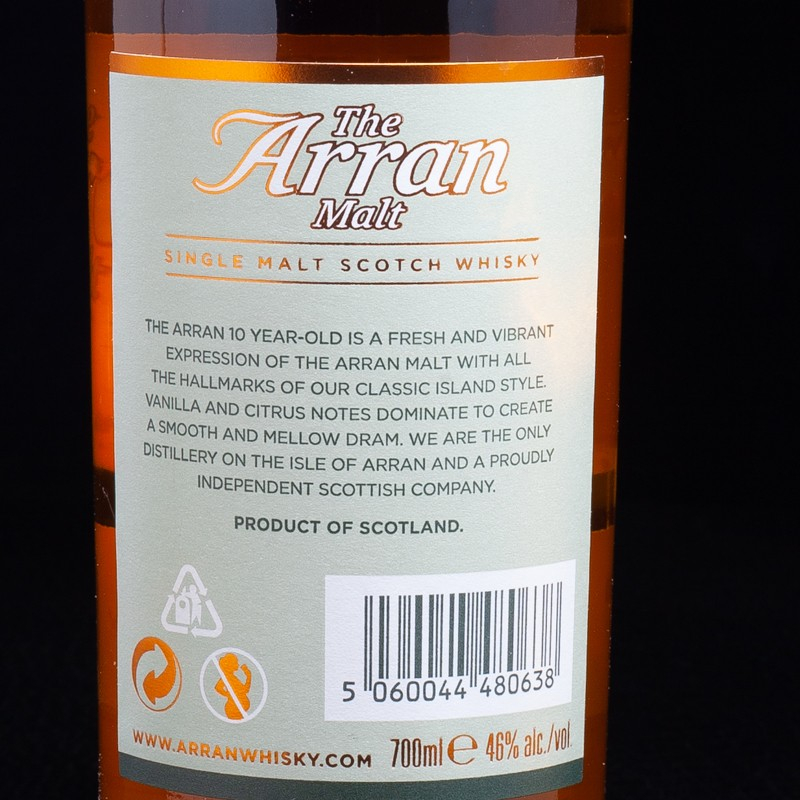 The
Arran
Malt
SINGLE MALT SCOTCH WHISKY
THE ARRAN 10 YEAR-OLD IS A FRESH AND VIBRANT
EXPRESSION OF THE ARRAN MALT WITH ALL
THE HALLMARKS OF OUR CLASSIC ISLAND STYLE.
VANILLA AND CITRUS NOTES DOMINATE TO CREATE
A SMOOTH AND MELLOW DRAM. WE ARE THE ONLY
DISTILLERY ON THE ISLE OF ARRAN AND A PROUDLY
INDEPENDENT SCOTTISH COMPANY.
PRODUCT OF SCOTLAND.
5 060044 480638
WWW.ARRANWHISKY.COM 700ml ℮ 46% alc./vol.